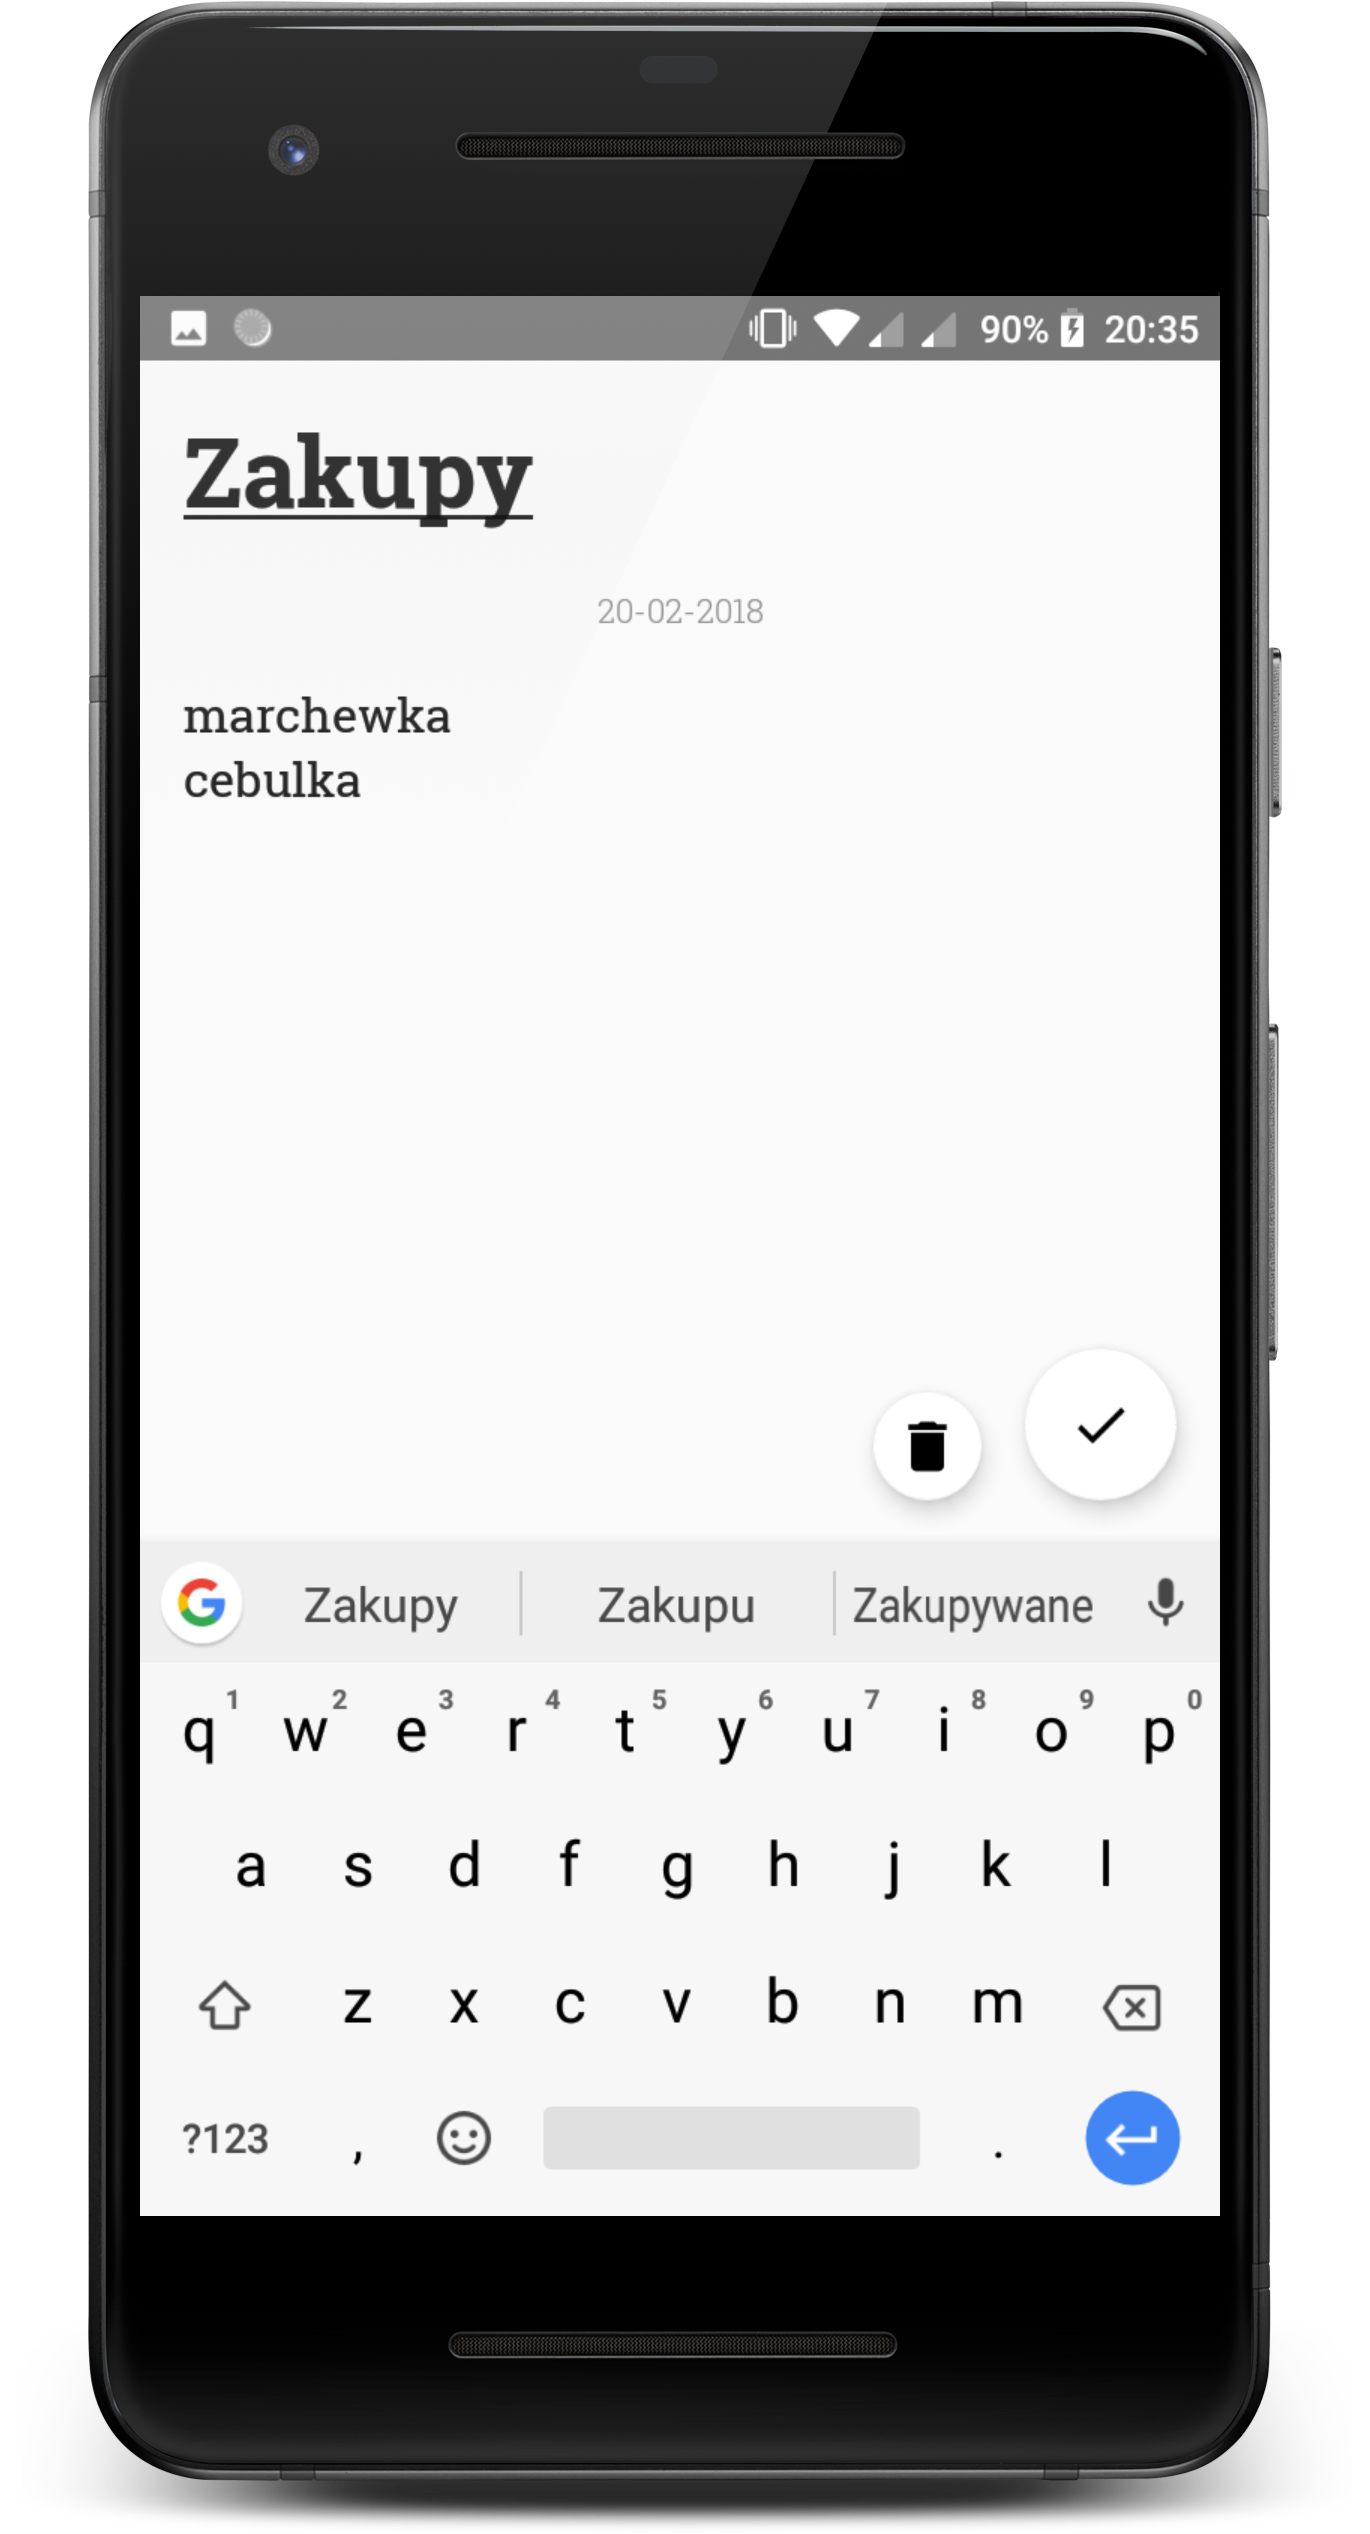 90% 20:35
Zakupy
20-02-2018
marchewka
cebulka
G Zakupy Zakupu Zakupywane
q 1 w 2 e 3 r 4 t 5 y 6 u 7 i 8 o 9 p 0
a s d f g h j k l
z x c v b n m
?123 , .